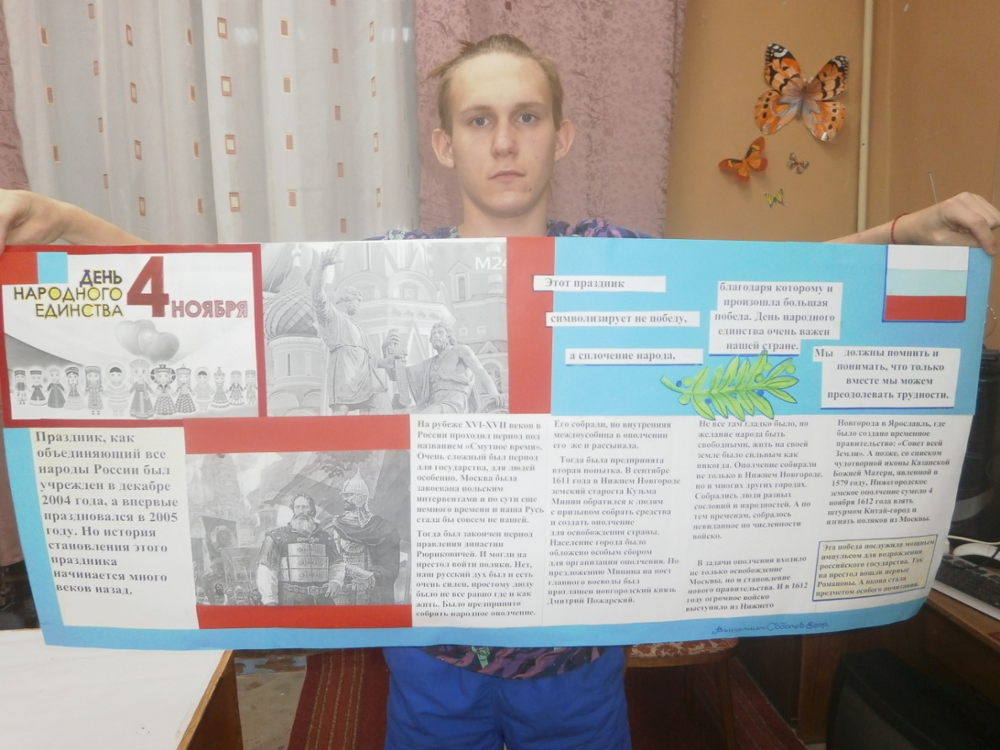 ДЕНЬ
НАРОДНОГО
ЕДИНСТВА
4
НОЯБРЯ
М24
Этот праздник
символизирует не победу,
а сплочение народа,
благодаря которому и
произошла большая
победа. День народного
единства очень важен
нашей стране.
Мы должны помнить и
понимать, что только
вместе мы можем
преодолевать трудности.
Праздник, как
объединяющий все
народы России был
учрежден в декабре
2004 года, а впервые
праздновался в 2005
году. Но история
становления этого
праздника
начинается много
веков назад.
На рубеже XVI-XVII веков в
России проходил период под
названием «Смутное время».
Очень сложный был период
для государства, для людей
особенно. Москва была
завоевана польским
интервентами и по сути еще
немного времени и наша Русь
стала бы совсем не нашей.
Тогда был закончен период
правления династии
Рюриковичей. И могли на
престол войти поляки. Нет,
наш русский дух был и есть
очень силен, простому люду
было не все равно где и как
жить. Было предпринято
собрать народное ополчение.
Его собрали, но внутренняя
междоусобица в ополчении
его же и рассыпала.
Тогда была предпринята
вторая попытка. В сентябре
1611 года в Нижнем Новгороде
земский староста Кузьма
Минин обратился к людям
с призывом собрать средства
и создать ополчение
для освобождения страны.
Население города было
обложено особым сбором
для организации ополчения. По
предложению Минина на пост
главного воеводы был
приглашен новгородский князь
Дмитрий Пожарский.
Не все там гладко было, но
желание народа быть
свободными, жить на своей
земле было сильным как
никогда. Ополчение собирали
не только в Нижнем Новгороде,
но и многих других городах.
Собрались люди разных
сословий и народностей. А по
тем временам, собралось
невиданное по численности
войско.
В задачи ополчения входило
не только освобождение
Москвы, но и становление
нового правительства. И в 1612
году огромное войско
выступило из Нижнего
Новгорода в Ярославль, где
было создано временное
правительство: «Совет всей
Земли». А позже, со списком
чудотворной иконы Казанской
Божией Матери, явленной в
1579 году, Нижегородское
земское ополчение сумело 4
ноября 1612 года взять
штурмом Китай-город и
изгнать поляков из Москвы.
Эта победа послужила мощным
импульсом для возрождения
российского государства. Так
на престол вошли первые
Романовы. А икона стала
предметом особого почитания.
Выполнил: Соболев